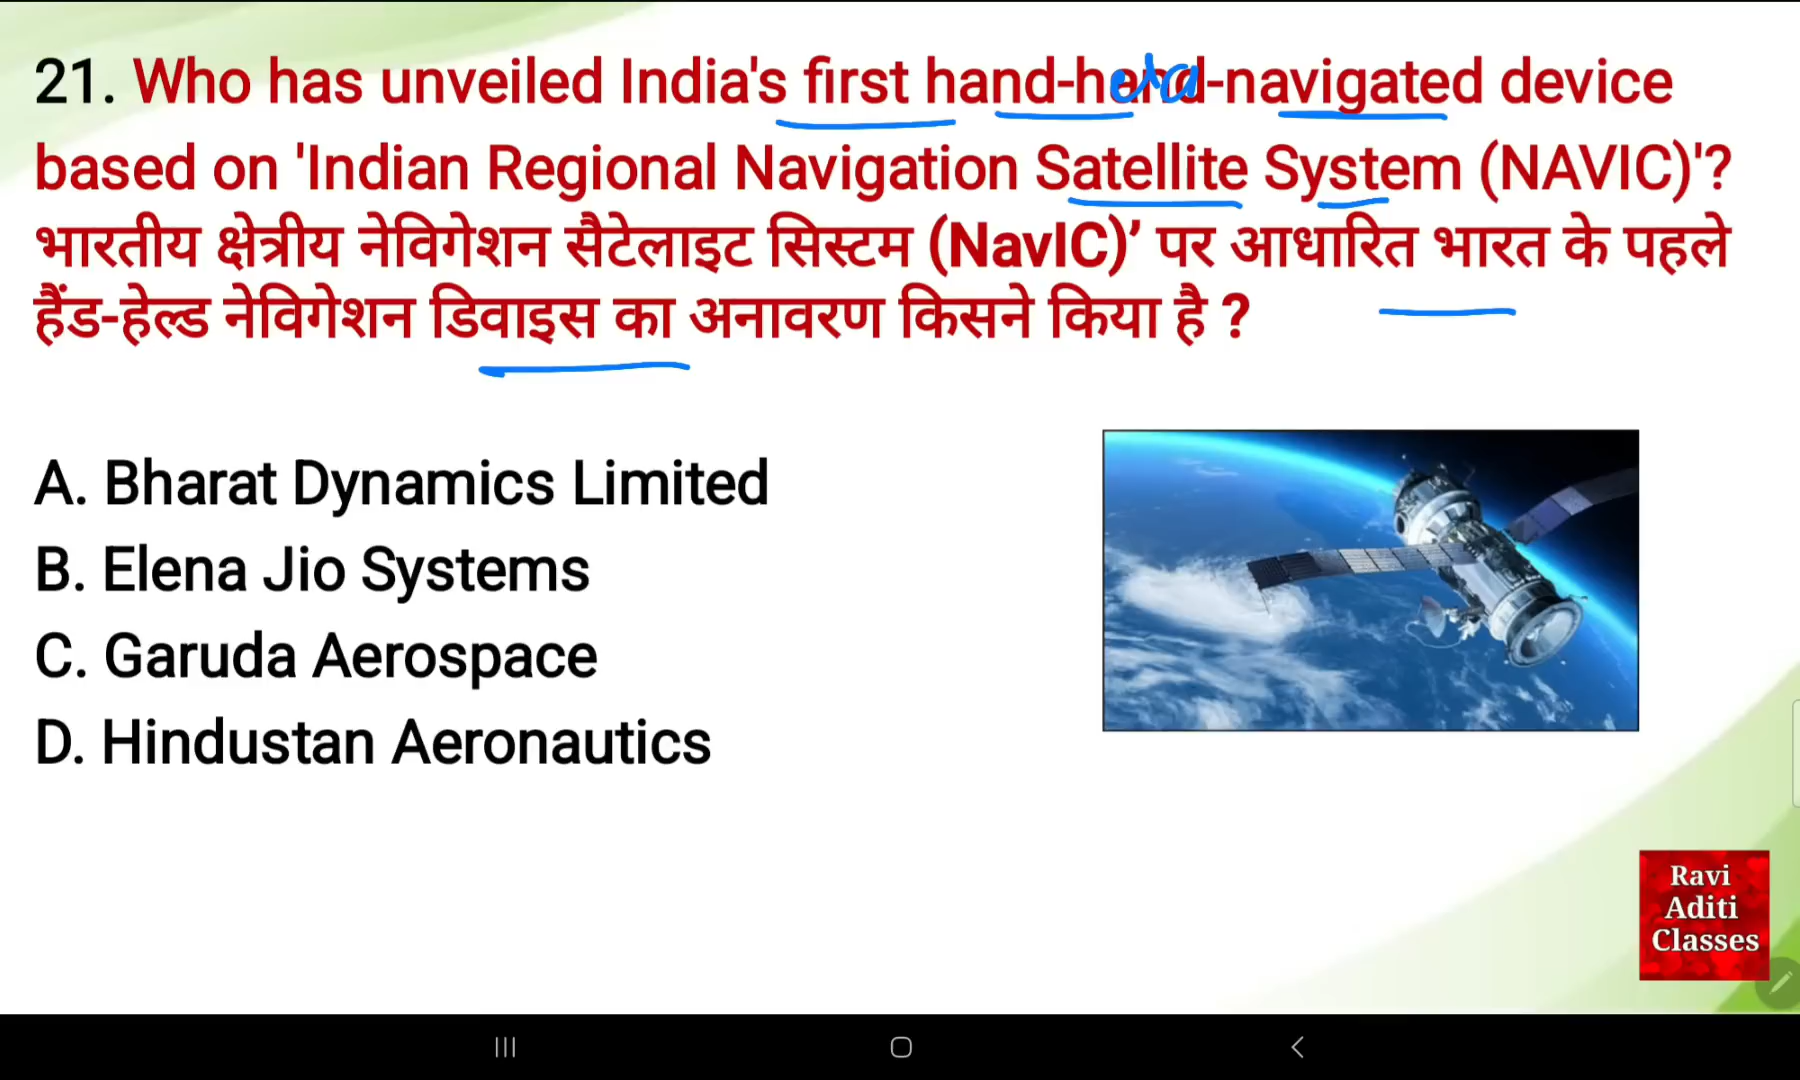 21. Who has unveiled India's first hand-hand-navigated device
based on 'Indian Regional Navigation Satellite System (NAVIC)'?
भारतीय क्षेत्रीय नेविगेशन सैटेलाइट सिस्टम (NavIC)’ पर आधारित भारत के पहले
हैंड-हेल्ड नेविगेशन डिवाइस का अनावरण किसने किया है ?
A. Bharat Dynamics Limited
B. Elena Jio Systems
C. Garuda Aerospace
D. Hindustan Aeronautics
Ravi
Aditi
Classes